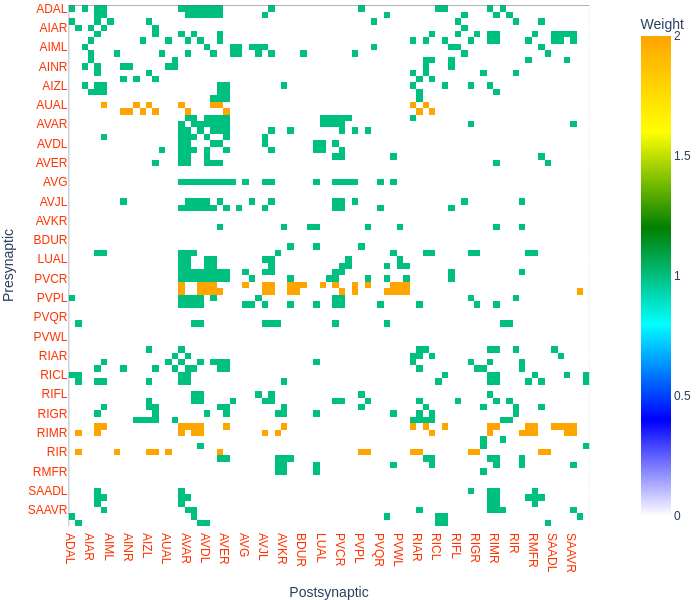 Weight
2
1.5
1
0.5
0
Presynaptic
ADAL
AIAR
AIML
AINR
AIZL
AUAL
AVAR
AVDL
AVER
AVG
AVJL
AVKR
BDUR
LUAL
PVCR
PVPL
PVQR
PVWL
RIAR
RICL
RIFL
RIGR
RIMR
RIR
RMFR
SAADL
SAAVR
ADAL
AIAR
AIML
AINR
AIZL
AUAL
AVAR
AVDL
AVER
AVG
AVJL
AVKR
BDUR
LUAL
PVCR
PVPL
PVQR
PVWL
RIAR
RICL
RIFL
RIGR
RIMR
RIR
RMFR
SAADL
SAAVR
Postsynaptic